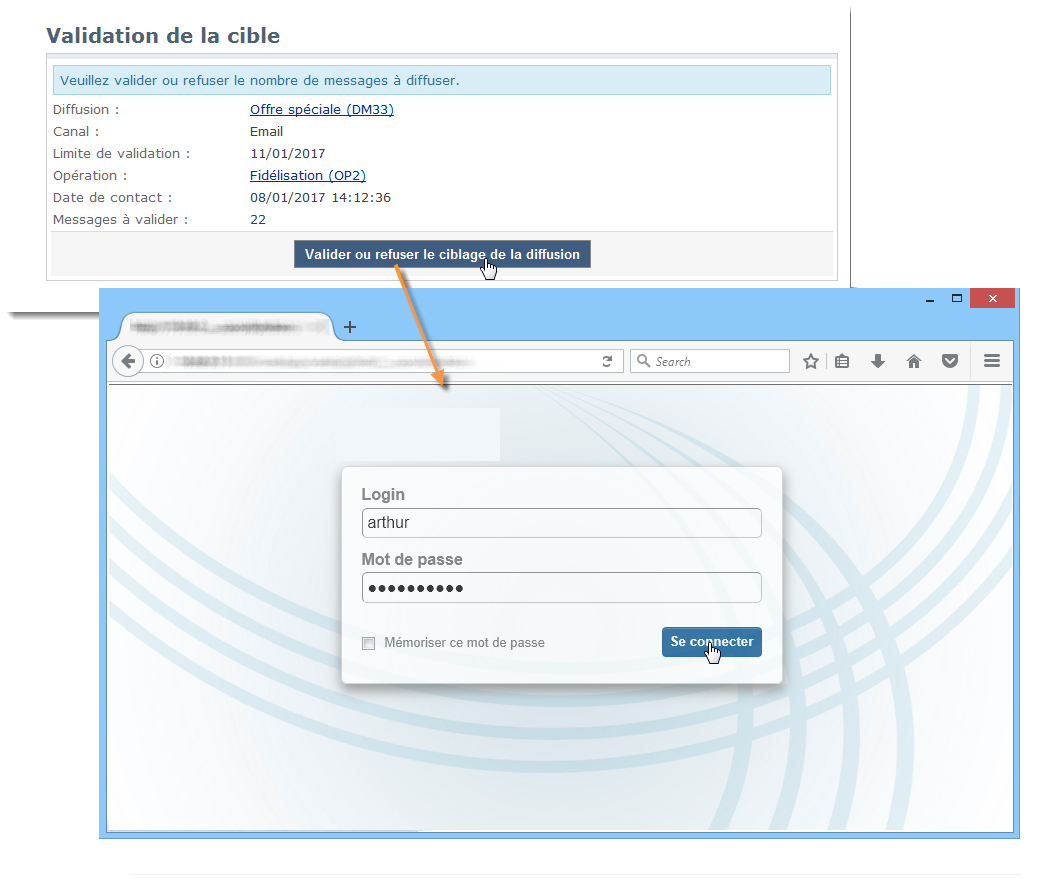 Validation de la cible
Veuillez valider ou refuser le nombre de messages à diffuser.
Diffusion : Offre spéciale (DM33)
Canal : Email
Limite de validation : 11/01/2017
Opération : Fidélisation (OP2)
Date de contact : 08/01/2017 14:12:36
Messages à valider : 22
Valider ou refuser le ciblage de la diffusion
Search
Login
arthur
Mot de passe
Mémoriser ce mot de passe
Se connecter